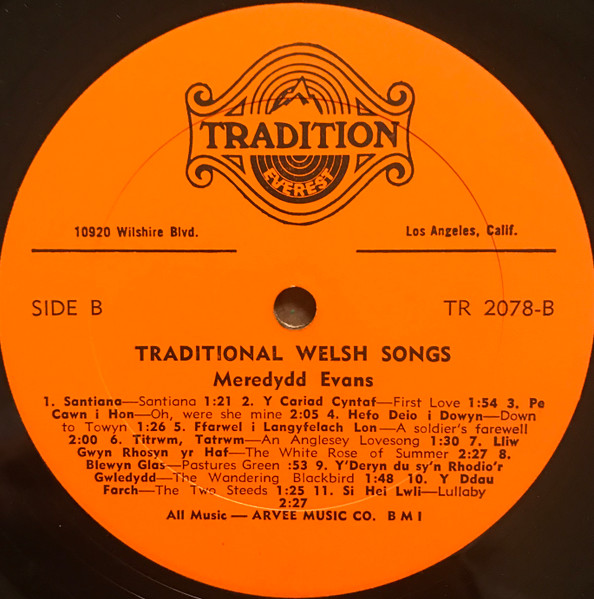 TRADITION
EVEREST
10920 Wilshire Blvd. Los Angeles, Calif.
SIDE B TR 2078-B
TRADITIONAL WELSH SONGS
Meredydd Evans
1. Santiana—Santiana 1:21 2. Y Cariad Cyntaf—First Love 1:54 3. Pe
Cawn i Hon—Oh, were she mine 2:05 4. Hefo Deio i Dowyn—Down
to Towyn 1:26 5. Ffarwel i Langyfelach Lon—A soldier's farewell
2:00 6. Titrwm, Tatrwm—An Anglesey Lovesong 1:30 7. Lliw
Gwyn Rhosyn yr Haf—The White Rose of Summer 2:27 8.
Blewyn Glas—Pastures Green :53 9. Y'Deryn du sy'n Rhodio'r
Gwledydd—The Wandering Blackbird 1:48 10. Y Ddau
Farch—The Two Steeds 1:25 11. Si Hei Lwli—Lullaby
2:27
All Music — ARVEE MUSIC CO. B M I